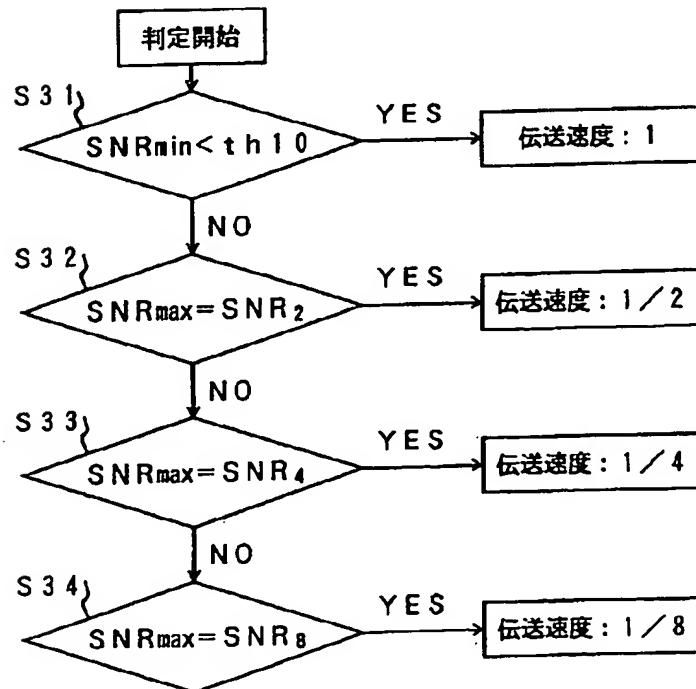 判定開始
S31
SNRmin<th10
YES
伝送速度：1
NO
S32
SNRmax=SNR₂
YES
伝送速度：1／2
NO
S33
SNRmax=SNR₄
YES
伝送速度：1／4
NO
S34
SNRmax=SNR₈
YES
伝送速度：1／8